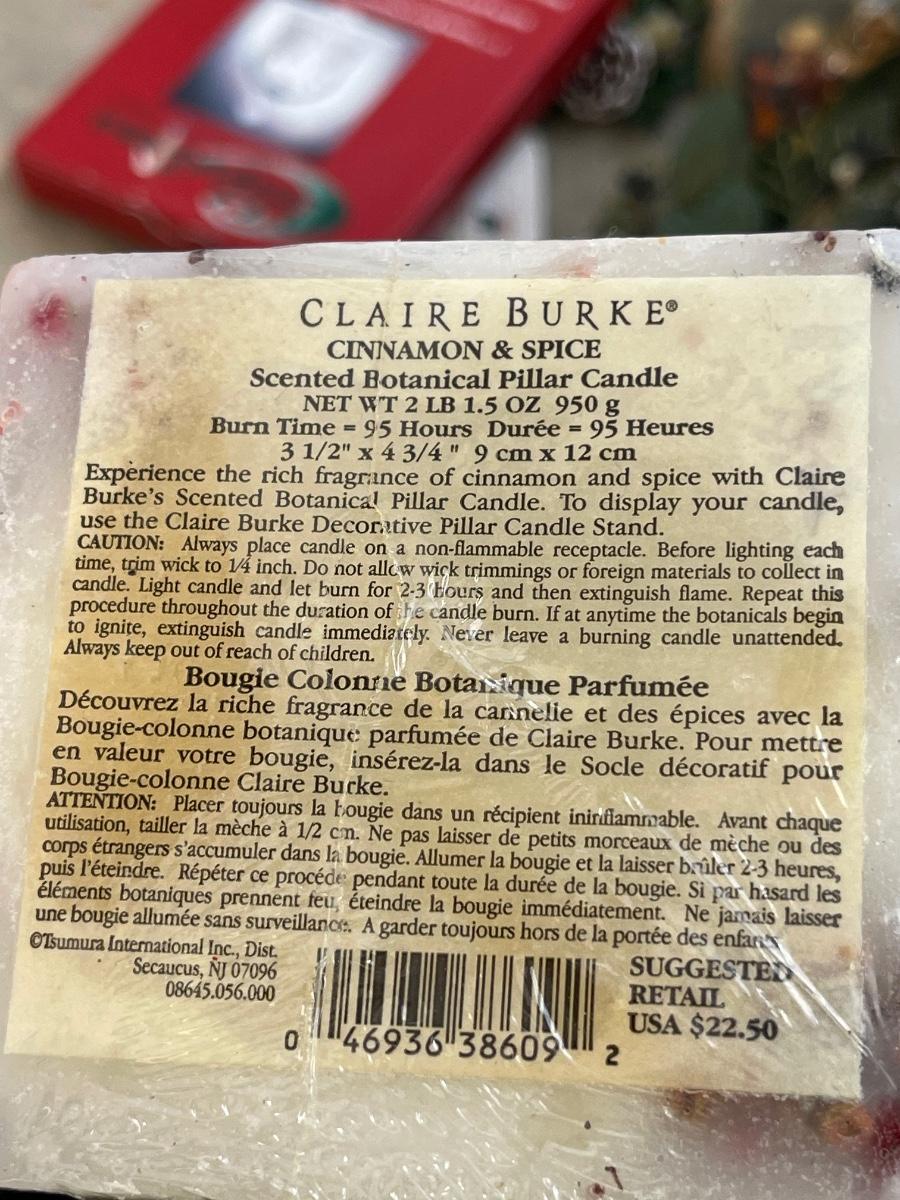 CLAIRE BURKE®
CINNAMON & SPICE
Scented Botanical Pillar Candle
NET WT 2 LB 1.5 OZ 950 g
Burn Time = 95 Hours Durée = 95 Heures
3 1/2" x 4 3/4 " 9 cm x 12 cm
Experience the rich fragrance of cinnamon and spice with Claire
Burke's Scented Botanical Pillar Candle. To display your candle,
use the Claire Burke Decorative Pillar Candle Stand.
CAUTION: Always place candle on a non-flammable receptacle. Before lighting each
time, trim wick to 1/4 inch. Do not allow wick trimmings or foreign materials to collect in
candle. Light candle and let burn for 2-3 hours and then extinguish flame. Repeat this
procedure throughout the duration of the candle burn. If at anytime the botanicals begin
to ignite, extinguish candle immediately. Never leave a burning candle unattended.
Always keep out of reach of children.
Bougie Colonne Botanique Parfumée
Découvrez la riche fragrance de la cannelle et des épices avec la
Bougie-colonne botanique parfumée de Claire Burke. Pour mettre
en valeur votre bougie, insérez-la dans le Socle décoratif pour
Bougie-colonne Claire Burke.
ATTENTION: Placer toujours la bougie dans un récipient ininflammable. Avant chaque
utilisation, tailler la mèche à 1/2 cm. Ne pas laisser de petits morceaux de mèche ou des
corps étrangers s'accumuler dans la bougie. Allumer la bougie et la laisser brûler 2-3 heures,
puis l'éteindre. Répéter ce procédé pendant toute la durée de la bougie. Si par hasard les
éléments botaniques prennent feu, éteindre la bougie immédiatement. Ne jamais laisser
une bougie allumée sans surveillance. A garder toujours hors de la portée des enfants
©Tsumura International Inc., Dist.
Secaucus, NJ 07096
08645.056.000
0 46936 38609 2
SUGGESTED
RETAIL
USA $22.50